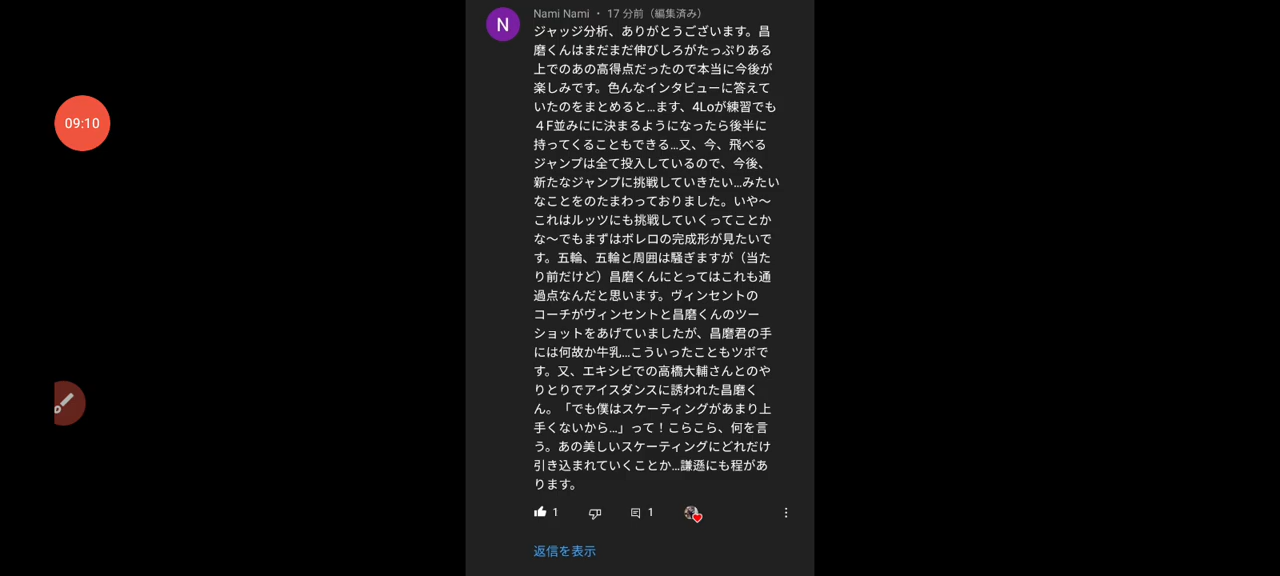 Nami Nami ・ 17 分前（編集済み）
ジャッジ分析、ありがとうございます。昌
磨くんはまだまだ伸びしろがたっぷりある
上でのあの高得点だったので本当に今後が
楽しみです。色んなインタビューに答えて
いたのをまとめると...ます、4Loが練習でも
４F並みにに決まるようになったら後半に
持ってくることもできる...又、今、飛べる
ジャンプは全て投入しているので、今後、
新たなジャンプに挑戦していきたい...みたい
なことをのたまわっておりました。いや〜
これはルッツにも挑戦していくってことか
な〜でもまずはボレロの完成形が見たいで
す。五輪、五輪と周囲は騒ぎますが（当た
り前だけど）昌磨くんにとってはこれも通
過点なんだと思います。ヴィンセントの
コーチがヴィンセントと昌磨くんのツー
ショットをあげていましたが、昌磨君の手
には何故か牛乳...こういったこともツボで
す。又、エキシビでの高橋大輔さんとのや
りとりでアイスダンスに誘われた昌磨く
ん。「でも僕はスケーティングがあまり上
手くないから...」って！こらこら、何を言
う。あの美しいスケーティングにどれだけ
引き込まれていくことか...謙遜にも程があ
ります。
N
09:10
1
1
返信を表示